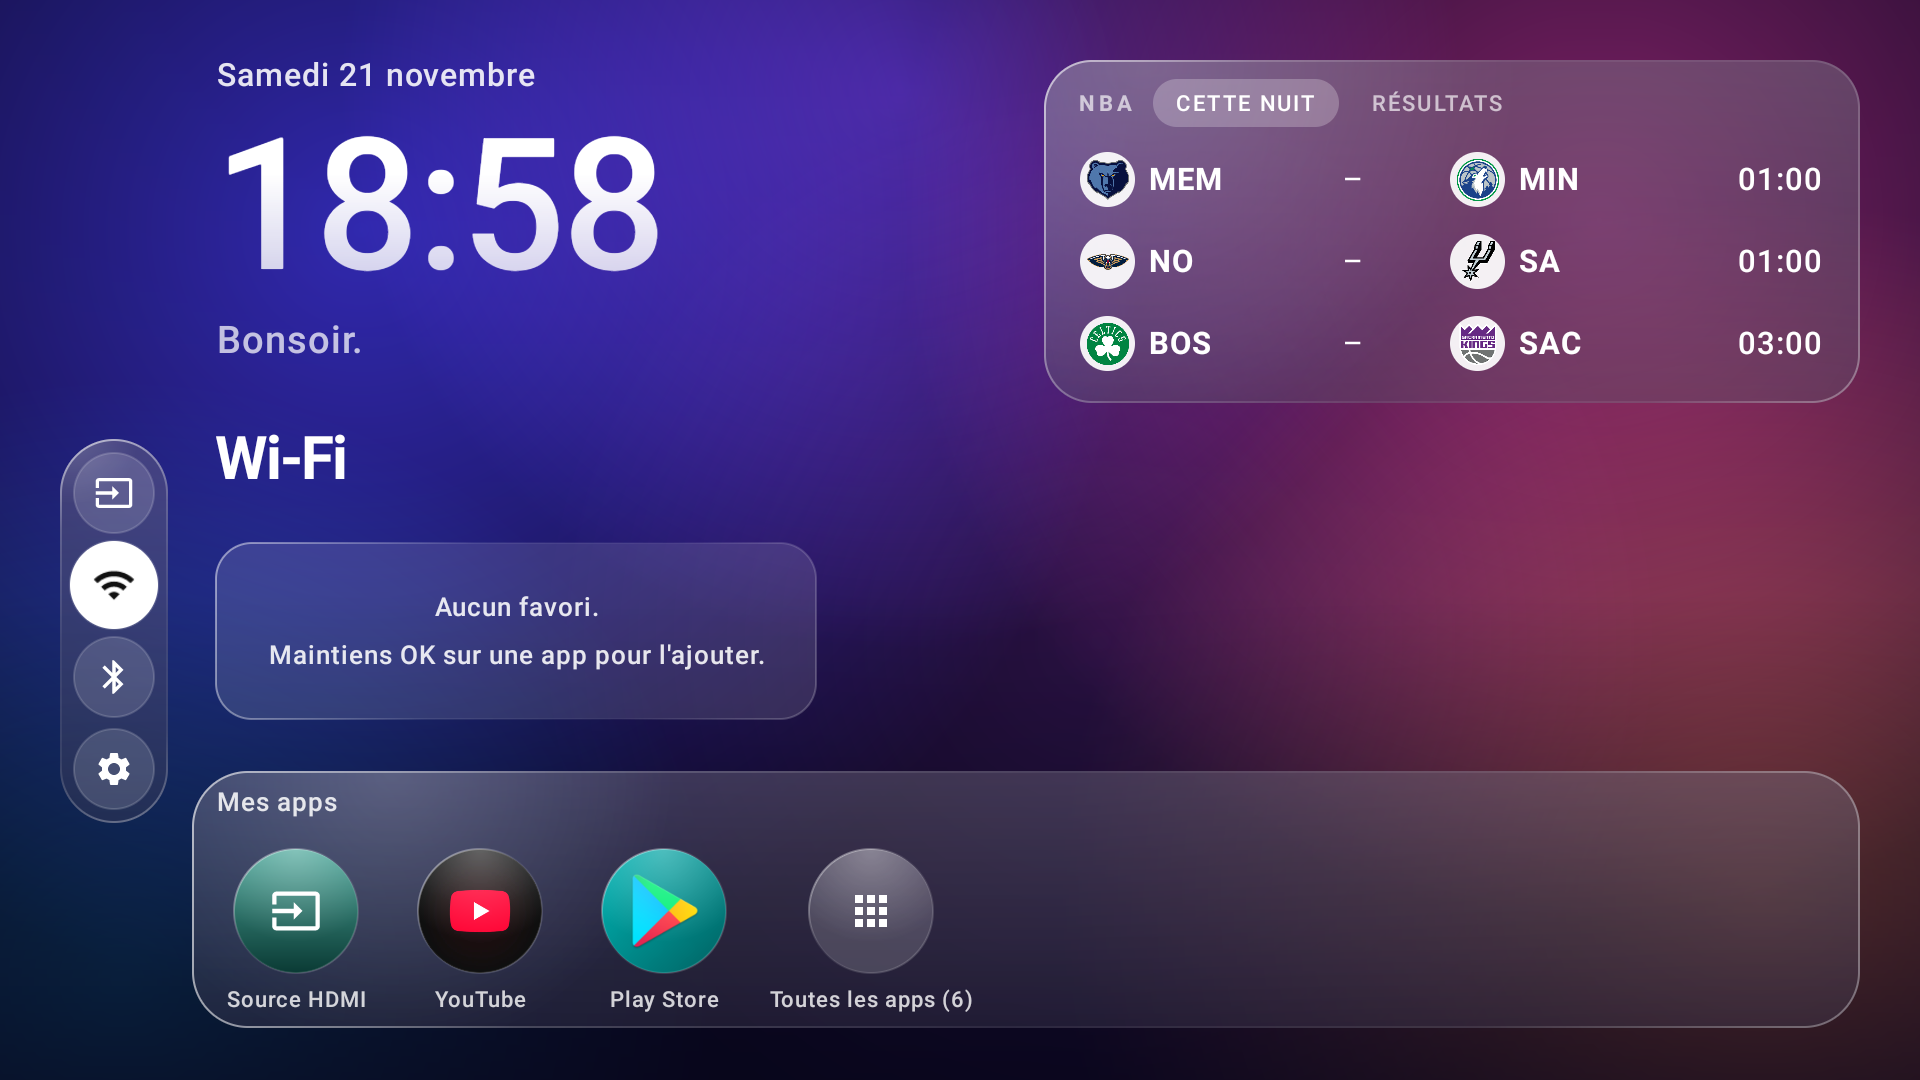 Samedi 21 novembre
18:58
Bonsoir.
NBA CETTE NUIT RÉSULTATS
MEM – MIN 01:00
NO – SA 01:00
BOS – SAC 03:00
Wi-Fi
Aucun favori.
Maintiens OK sur une app pour l'ajouter.
Mes apps
Source HDMI YouTube Play Store Toutes les apps (6)